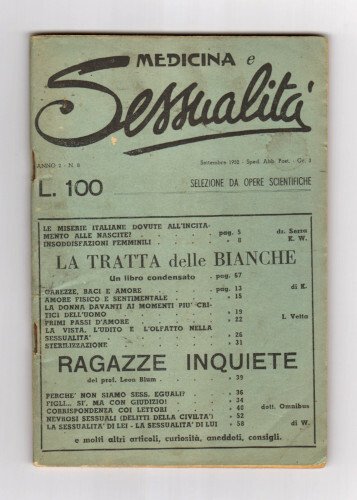 MEDICINA e
Sessualità
ANNO 2 - N. 8
Settembre 1952 - Sped. Abb. Post. - Gr. 3
L. 100
SELEZIONE DA OPERE SCIENTIFICHE
LE MISERIE ITALIANE DOVUTE ALL'INCITA-
MENTO ALLE NASCITE? . . . pag. 5 dr. Sazza
INSODDISFAZIONI FEMMINILI . . . » 8 E. W.
LA TRATTA delle BIANCHE
Un libro condensato - pag. 67
CAREZZE, BACI E AMORE . . pag. 13 di K.
AMORE FISICO E SENTIMENTALE . » 15
LA DONNA DAVANTI AI MOMENTI PIU' CRI-
TICI DELL'UOMO . . . » 19
PRIMI PASSI D'AMORE . . . » 22 I. Vetta
LA VISTA, L'UDITO E L'OLFATTO NELLA
SESSUALITA' . . . » 26
STERILIZZAZIONE . . . » 31
RAGAZZE INQUIETE
del prof. Leon Blum . . » 39
PERCHE' NON SIAMO SESS. EGUALI? . » 36
FIGLI... SI', MA CON GIUDIZIO! . » 34
CORRISPONDENZA COI LETTORI . » 40 dott. Omnibus
NEVROSI SESSUALI (DELITTI DELLA CIVILTA') » 52
LA SESSUALITA' DI LEI - LA SESSUALITA' DI LUI » 58 di W.
e molti altri articoli, curiosità, aneddoti, consigli.